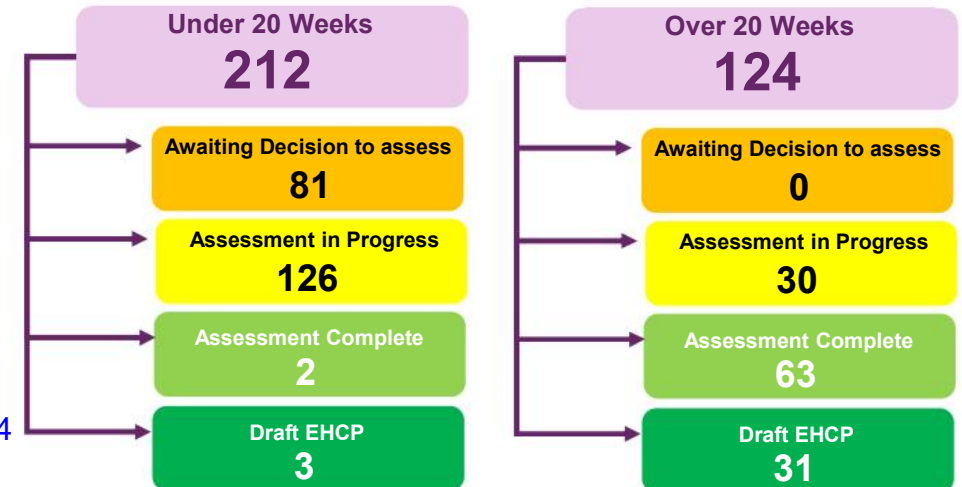 Under 20 Weeks
212
Awaiting Decision to assess
81
Assessment in Progress
126
Assessment Complete
2
4
Draft EHCP
3
Over 20 Weeks
124
Awaiting Decision to assess
0
Assessment in Progress
30
Assessment Complete
63
Draft EHCP
31